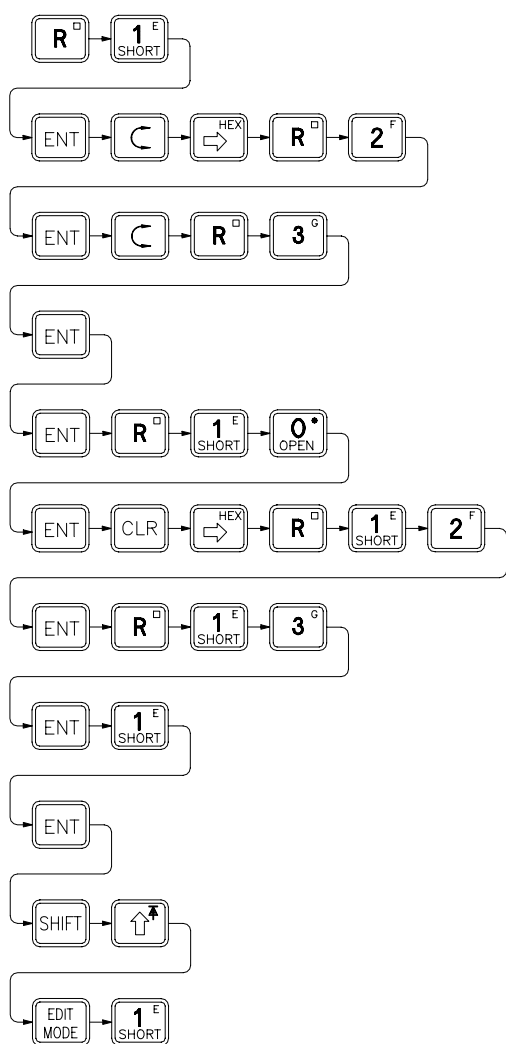 R 1 E SHORT
ENT HEX R 2 F
ENT R 3 G
ENT
ENT R 1 E SHORT 0 OPEN
ENT CLR HEX R 1 E SHORT 2 F
ENT R 1 E SHORT 3 G
ENT 1 E SHORT
ENT
SHIFT
EDIT MODE 1 E SHORT